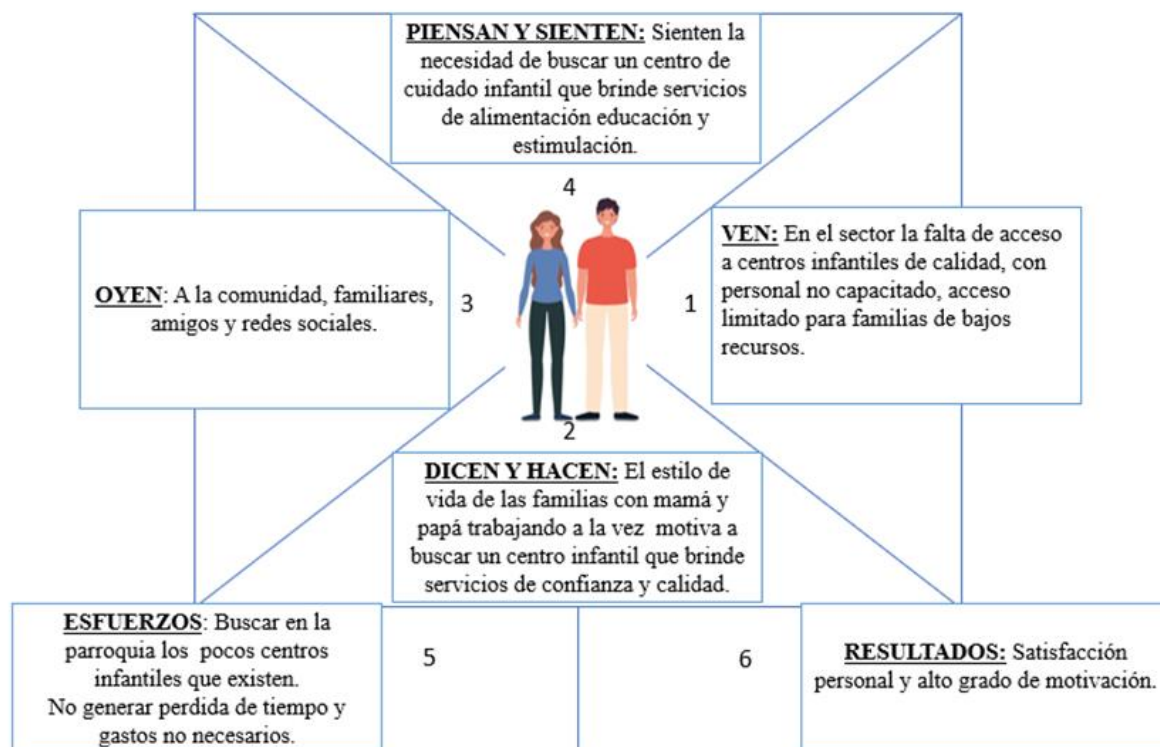 PIENSAN Y SIENTEN: Sienten la
necesidad de buscar un centro de
cuidado infantil que brinde servicios
de alimentación educación y
estimulación.
4
OYEN: A la comunidad, familiares,
amigos y redes sociales.
3
1
VEN: En el sector la falta de acceso
a centros infantiles de calidad, con
personal no capacitado, acceso
limitado para familias de bajos
recursos.
2
DICEN Y HACEN: El estilo de
vida de las familias con mamá y
papá trabajando a la vez motiva a
buscar un centro infantil que brinde
servicios de confianza y calidad.
ESFUERZOS: Buscar en la
parroquia los pocos centros
infantiles que existen.
No generar perdida de tiempo y
gastos no necesarios.
5
6
RESULTADOS: Satisfacción
personal y alto grado de motivación.